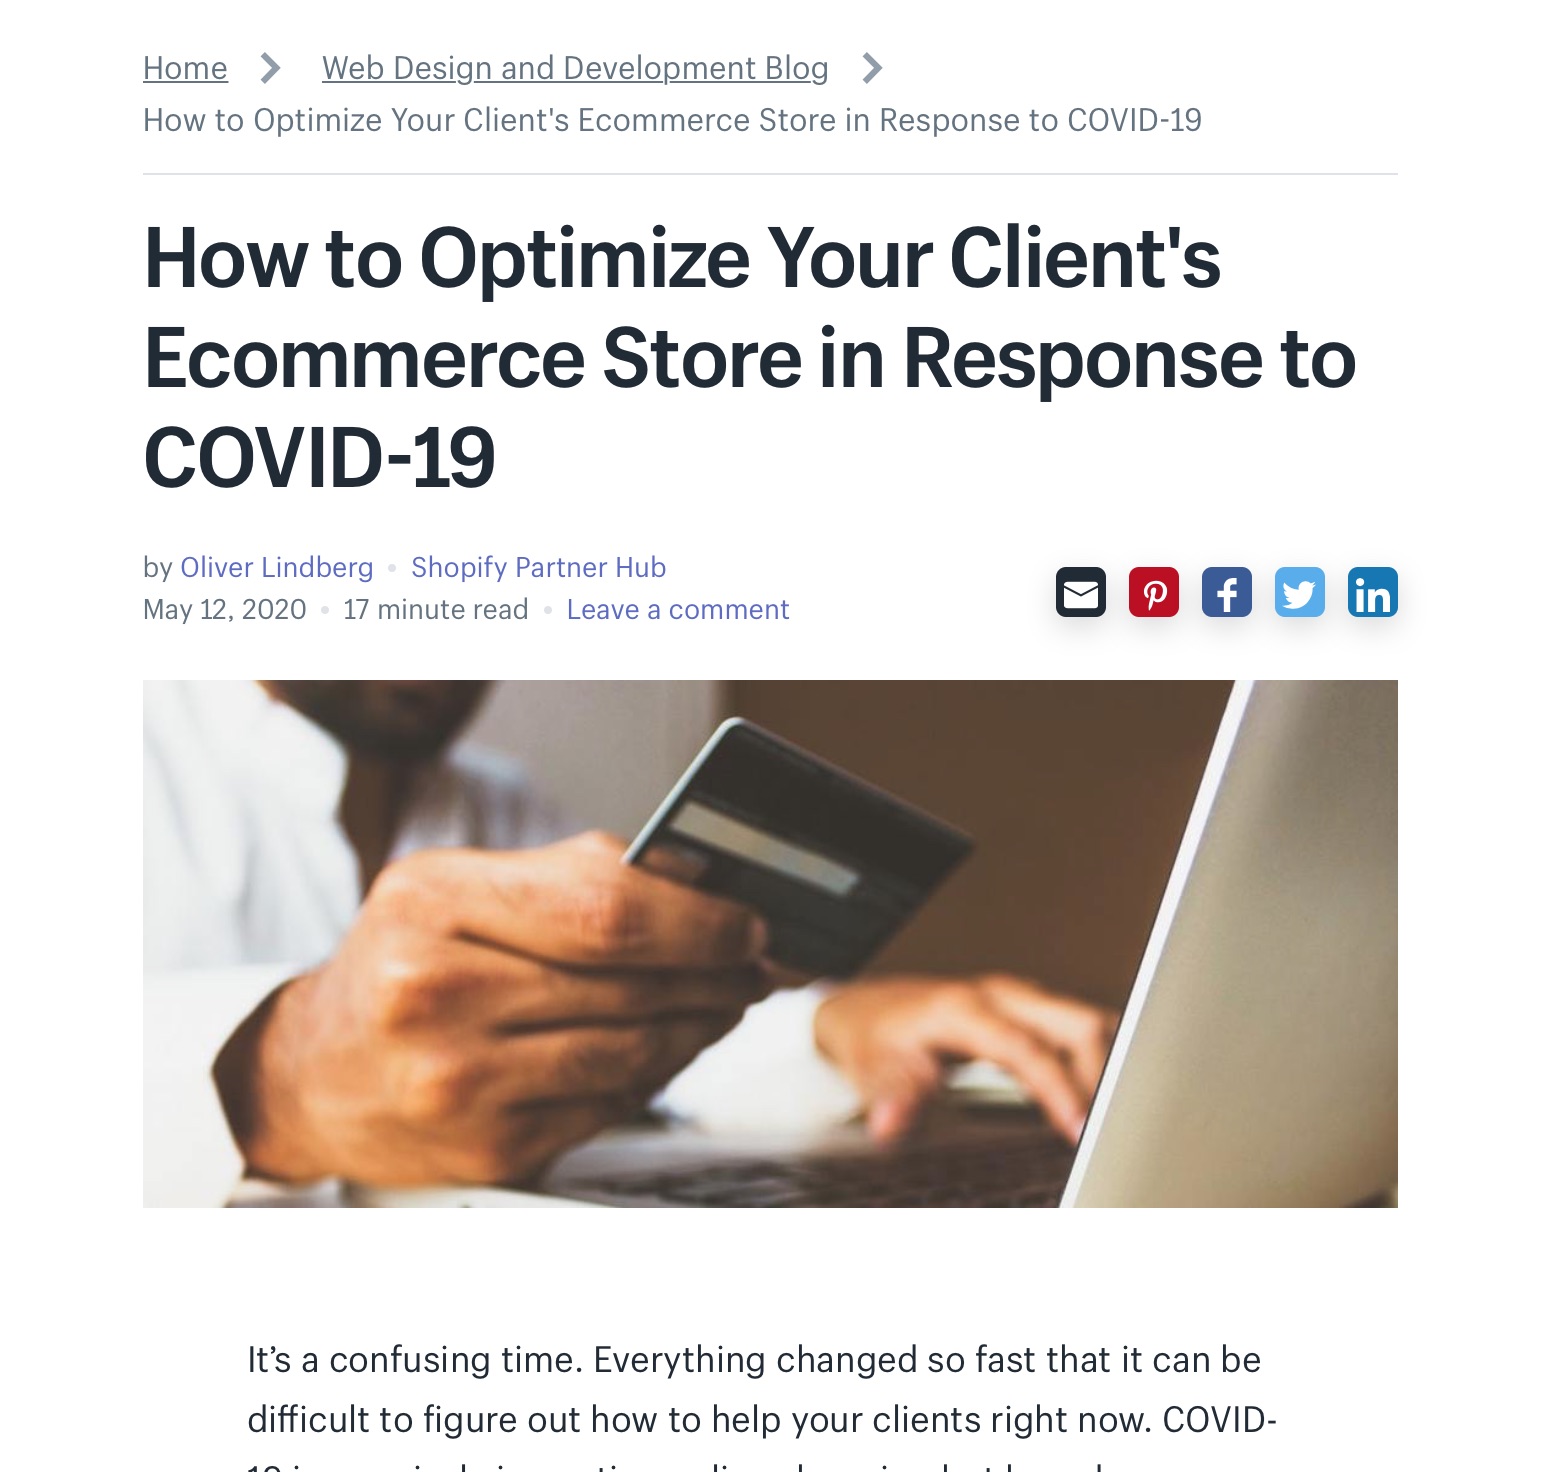 Home Web Design and Development Blog
How to Optimize Your Client's Ecommerce Store in Response to COVID-19
How to Optimize Your Client's
Ecommerce Store in Response to
COVID-19
by Oliver Lindberg • Shopify Partner Hub
May 12, 2020 • 17 minute read • Leave a comment
It’s a confusing time. Everything changed so fast that it can be
difficult to figure out how to help your clients right now. COVID-